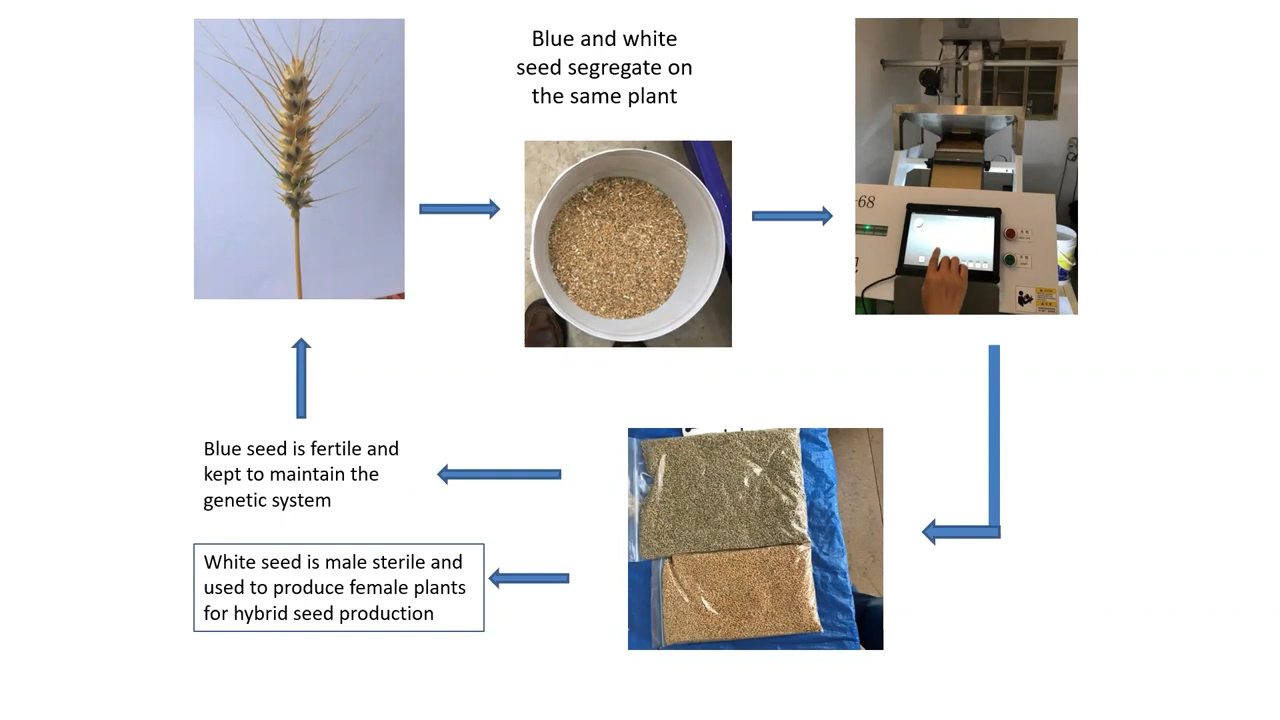 Blue and white
seed segregate on
the same plant
-68
Blue seed is fertile and
kept to maintain the
genetic system
White seed is male sterile and
used to produce female plants
for hybrid seed production